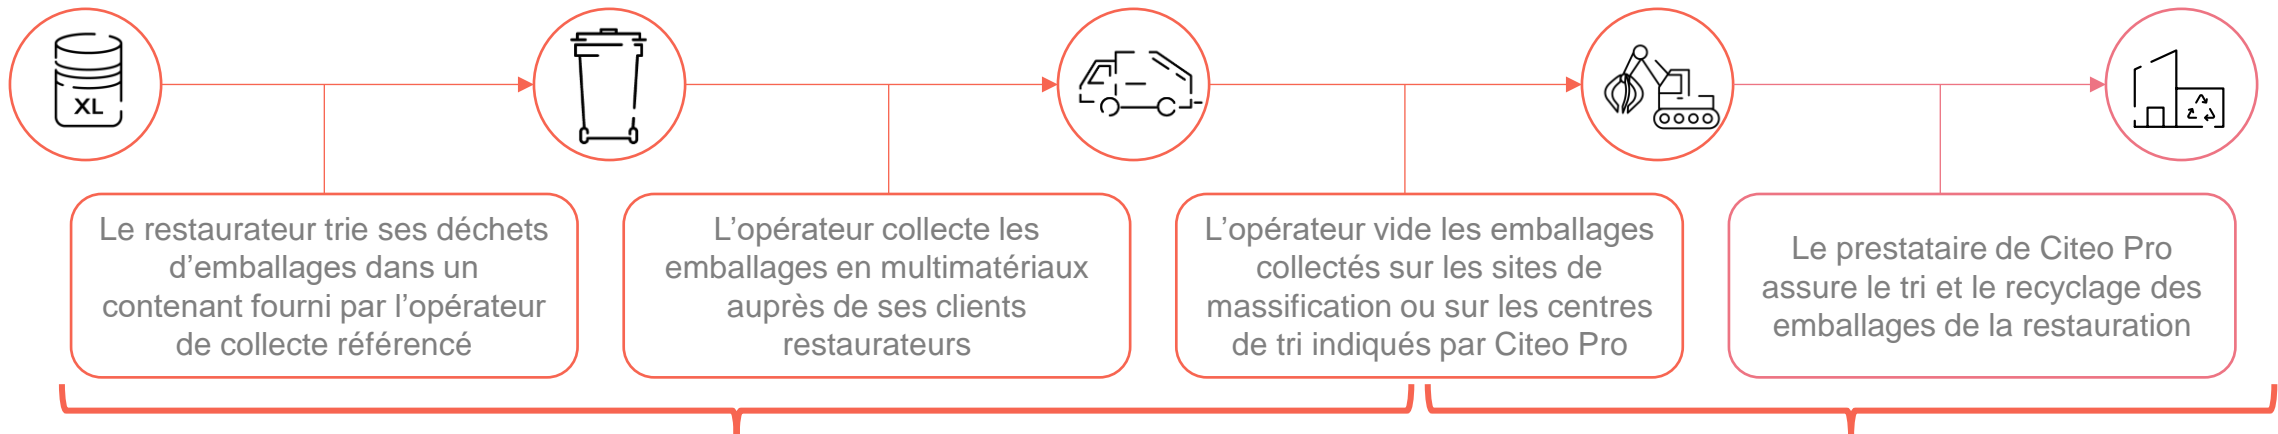 XL
Le restaurateur trie ses déchets
d’emballages dans un
contenant fourni par l’opérateur
de collecte référencé
L’opérateur collecte les
emballages en multimatériaux
auprès de ses clients
restaurateurs
L’opérateur vide les emballages
collectés sur les sites de
massification ou sur les centres
de tri indiqués par Citeo Pro
Le prestataire de Citeo Pro
assure le tri et le recyclage des
emballages de la restauration